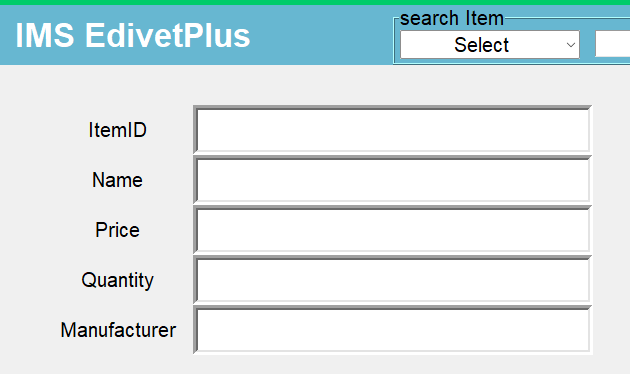 IMS EdivetPlus
search Item
Select
ItemID
Name
Price
Quantity
Manufacturer